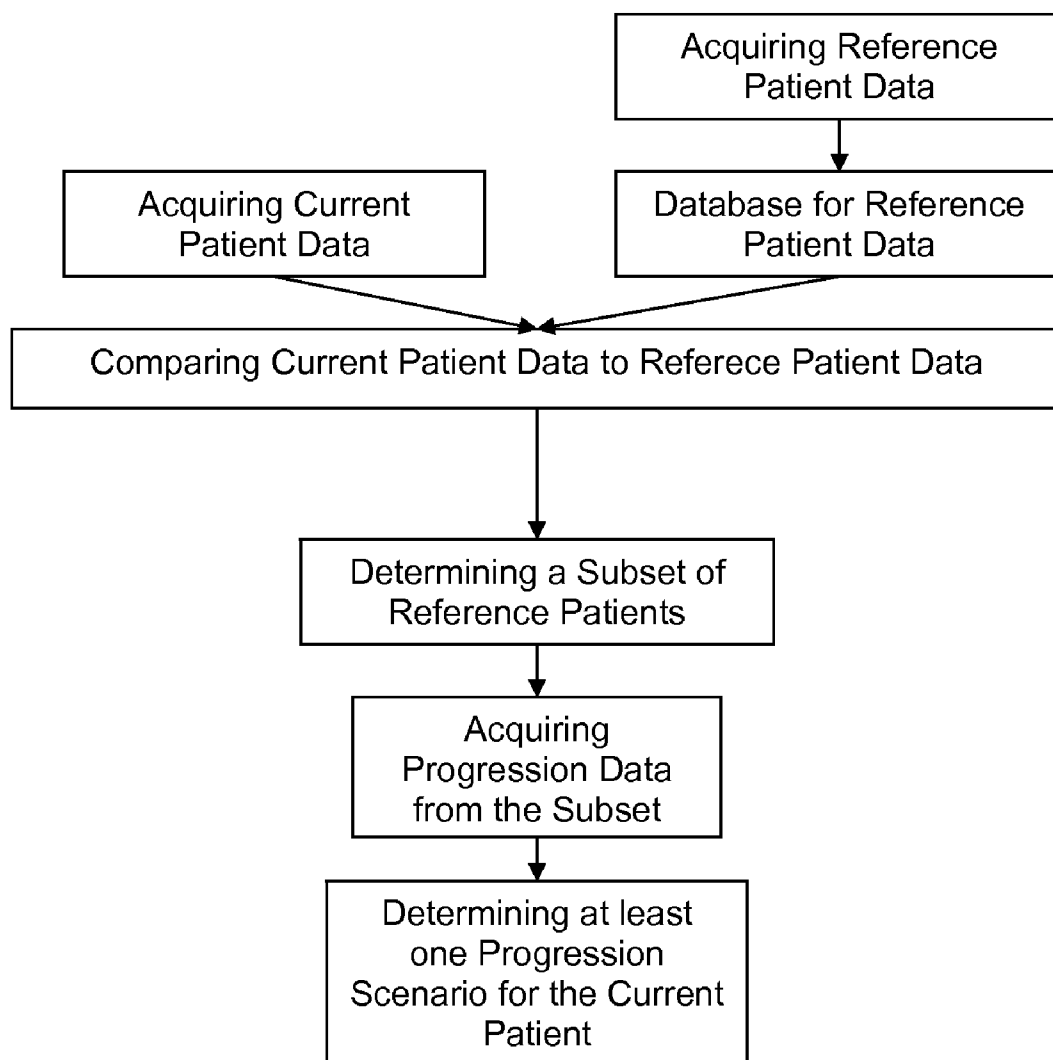 Acquiring Reference
Patient Data
Acquiring Current
Patient Data
Database for Reference
Patient Data
Comparing Current Patient Data to Referece Patient Data
Determining a Subset of
Reference Patients
Acquiring
Progression Data
from the Subset
Determining at least
one Progression
Scenario for the Current
Patient